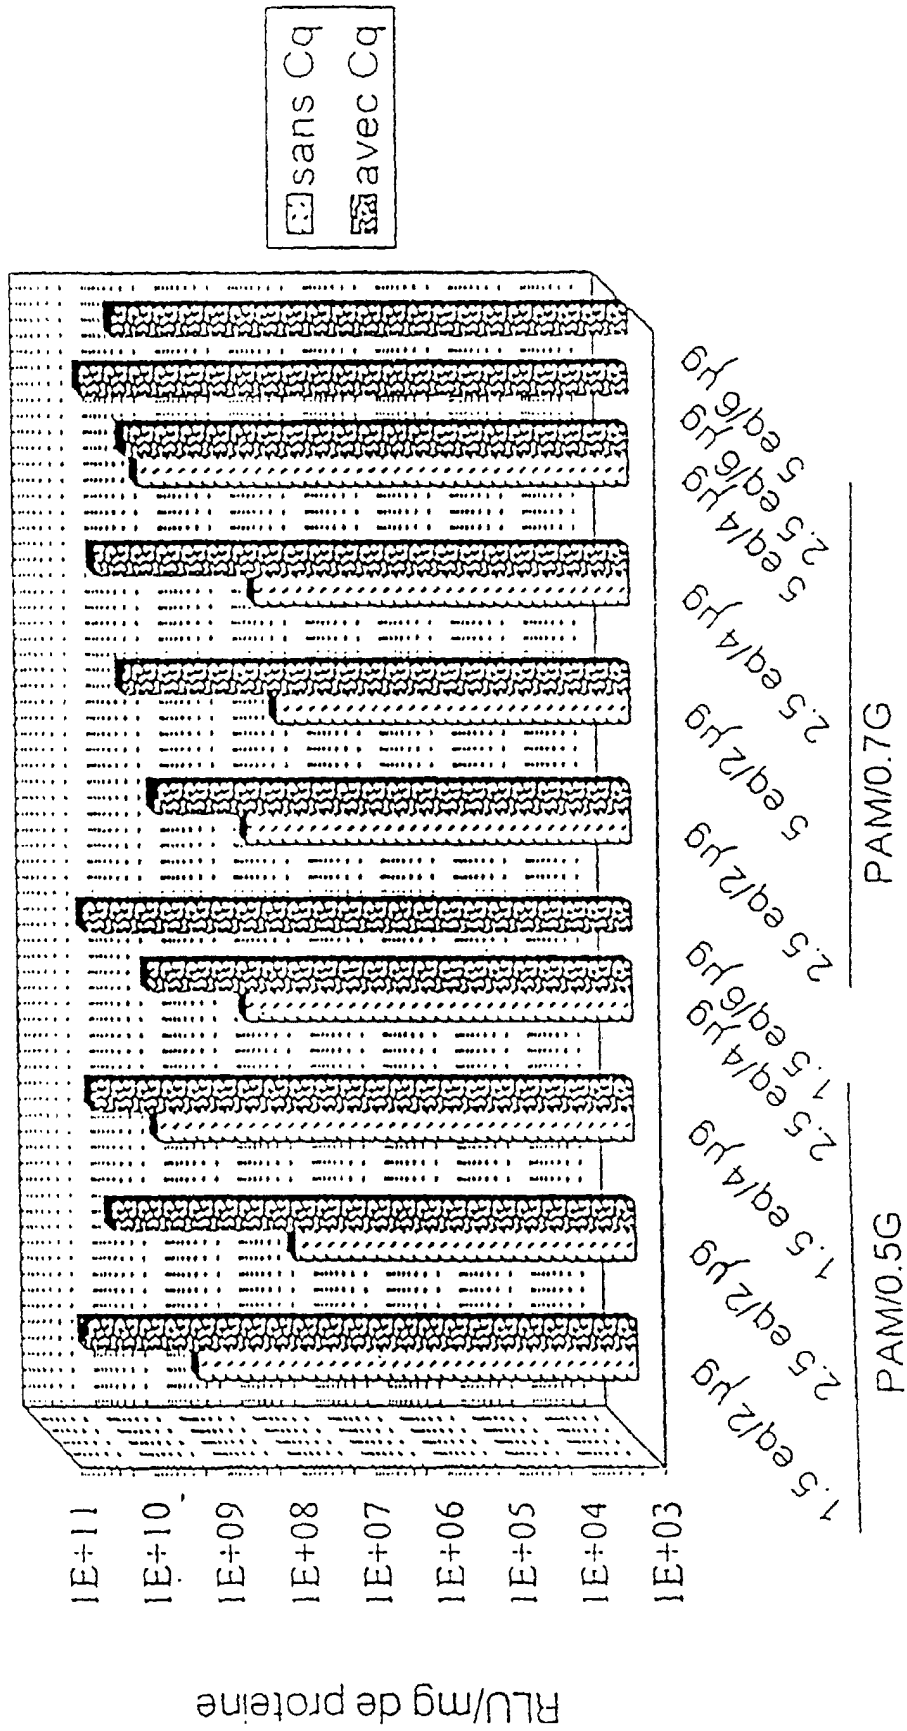 sans Cq
avec Cq
RLU/mg de proteine
1E+11
1E+10
1E+09
1E+08
1E+07
1E+06
1E+05
1E+04
1E+03
1.5 eq/2 µg
2.5 eq/2 µg
1.5 eq/4 µg
2.5 eq/4 µg
1.5 eq/6 µg
2.5 eq/2 µg
5 eq/2 µg
2.5 eq/4 µg
5 eq/4 µg
2.5 eq/6 µg
5 eq/6 µg
PAM/0.5G
PAM/0.7G